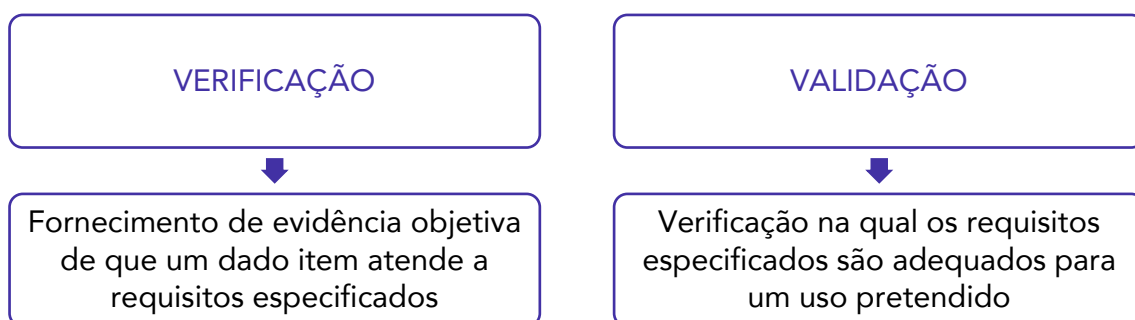 VERIFICAÇÃO
Fornecimento de evidência objetiva
de que um dado item atende a
requisitos especificados
VALIDAÇÃO
Verificação na qual os requisitos
especificados são adequados para
um uso pretendido